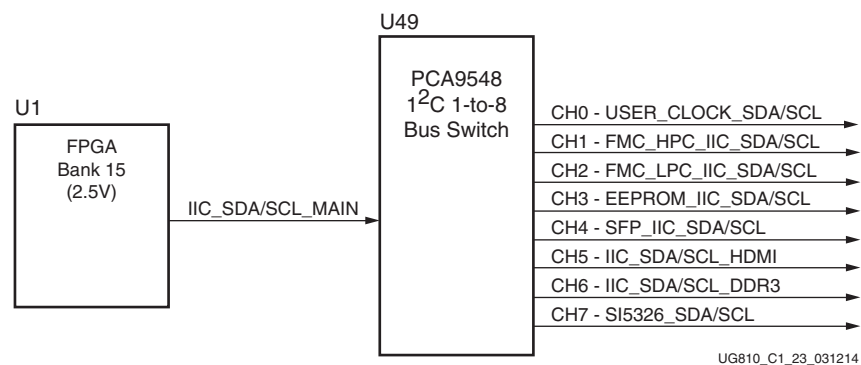 U49
PCA9548
1²C 1-to-8
Bus Switch
U1
FPGA
Bank 15
(2.5V)
IIC_SDA/SCL_MAIN
CH0 - USER_CLOCK_SDA/SCL
CH1 - FMC_HPC_IIC_SDA/SCL
CH2 - FMC_LPC_IIC_SDA/SCL
CH3 - EEPROM_IIC_SDA/SCL
CH4 - SFP_IIC_SDA/SCL
CH5 - IIC_SDA/SCL_HDMI
CH6 - IIC_SDA/SCL_DDR3
CH7 - SI5326_SDA/SCL
UG810_C1_23_031214